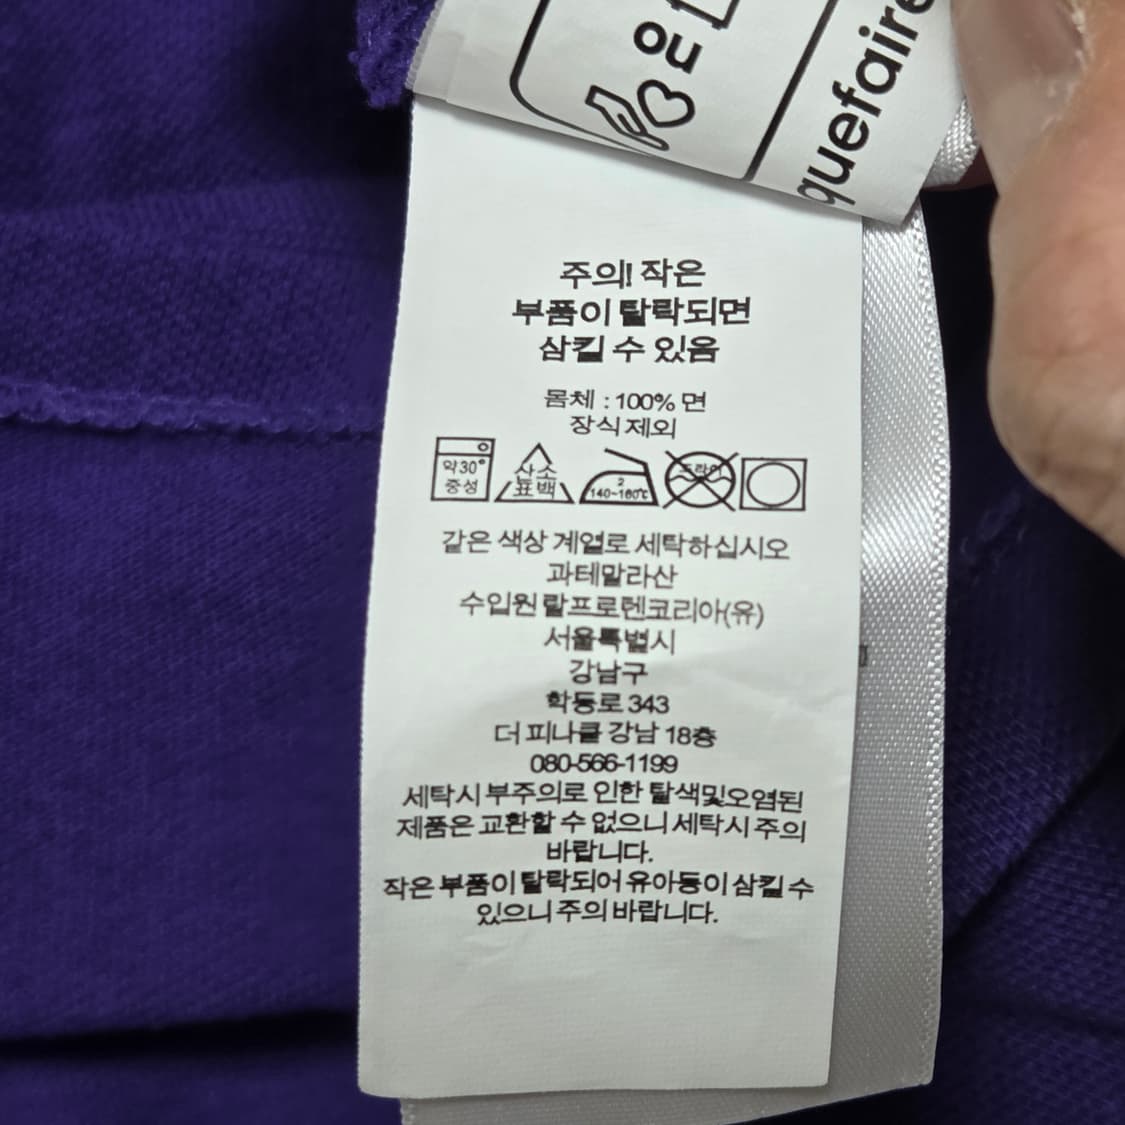 quefaire
주의! 작은
부품이 탈락되면
삼킬 수 있음
몸체 : 100% 면
장식제외
약30°
중성
산소
표백
2
140~160℃
드라이
같은 색상 계열로 세탁하십시오
과테말라산
수입원랄프로렌코리아(유)
서울특별시
강남구
학동로 343
더 피나클 강남 18층
080-566-1199
세탁시 부주의로 인한 탈색및오염된
제품은 교환할 수 없으니 세탁시 주의
바랍니다.
작은 부품이 탈락되어 유아등이 삼킬 수
있으니 주의 바랍니다.